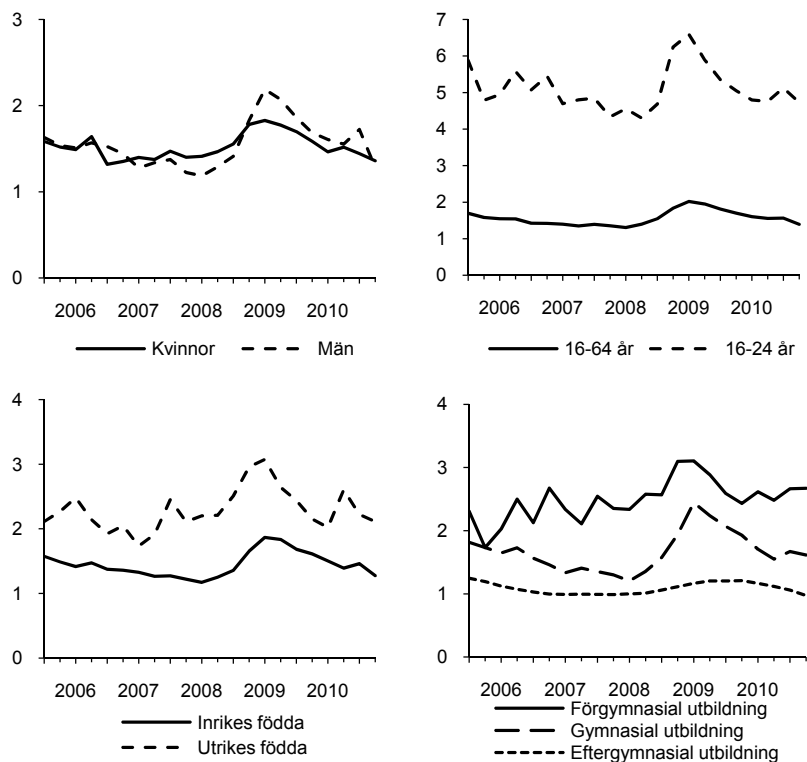 3
2
1
0
2006 2007 2008 2009 2010
Kvinnor Män
7
6
5
4
3
2
1
0
2006 2007 2008 2009 2010
16-64 år 16-24 år
4
3
2
1
0
2006 2007 2008 2009 2010
Inrikes födda
Utrikes födda
4
3
2
1
0
2006 2007 2008 2009 2010
Förgymnasial utbildning
Gymnasial utbildning
Eftergymnasial utbildning